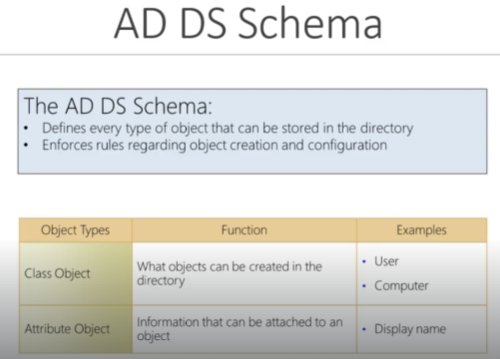 AD DS Schema
The AD DS Schema:
• Defines every type of object that can be stored in the directory
• Enforces rules regarding object creation and configuration
Object Types Function Examples
Class Object
What objects can be created in the
directory
• User
• Computer
Attribute Object
Information that can be attached to an
object
• Display name